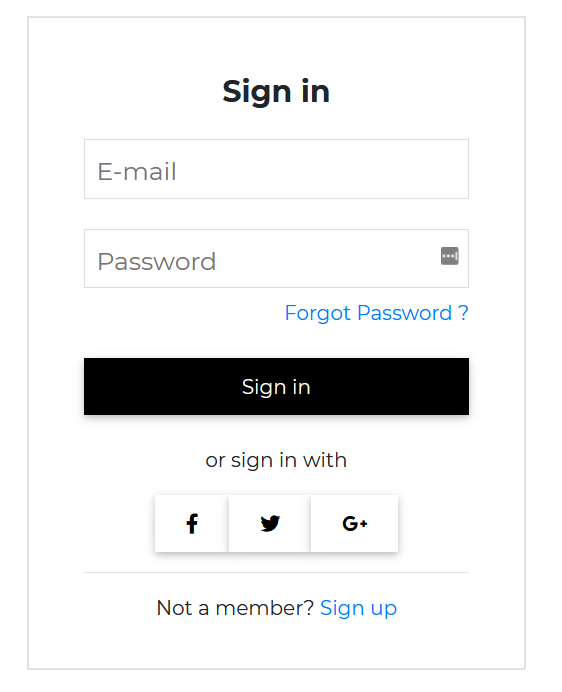 Sign in
E-mail
Password
Forgot Password ?
Sign in
or sign in with
G+
Not a member? Sign up